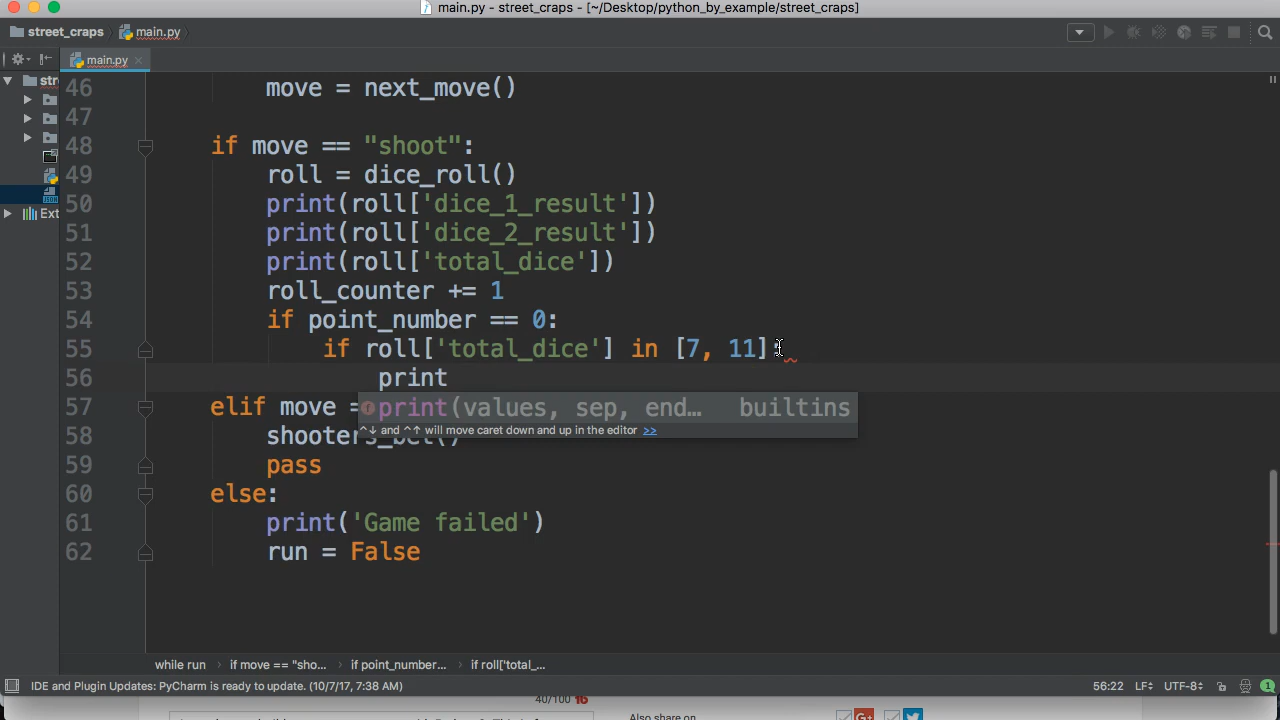 main.py - street_craps - [~/Desktop/python_by_example/street_craps]
street_craps main.py
main.py
str
Ext
46 move = next_move()
47
48 if move == "shoot":
49 roll = dice_roll()
50 print(roll['dice_1_result'])
51 print(roll['dice_2_result'])
52 print(roll['total_dice'])
53 roll_counter += 1
54 if point_number == 0:
55 if roll['total_dice'] in [7, 11]:
56 print
57 elif move =
print(values, sep, end… builtins
^↓ and ^↑ will move caret down and up in the editor >>
58 shooters_bet()
59 pass
60 else:
61 print('Game failed')
62 run = False
while run if move == "sho... if point_number... if roll['total_...
IDE and Plugin Updates: PyCharm is ready to update. (10/7/17, 7:38 AM) 56:22 LF÷ UTF-8÷ 1
40/100
Also share on